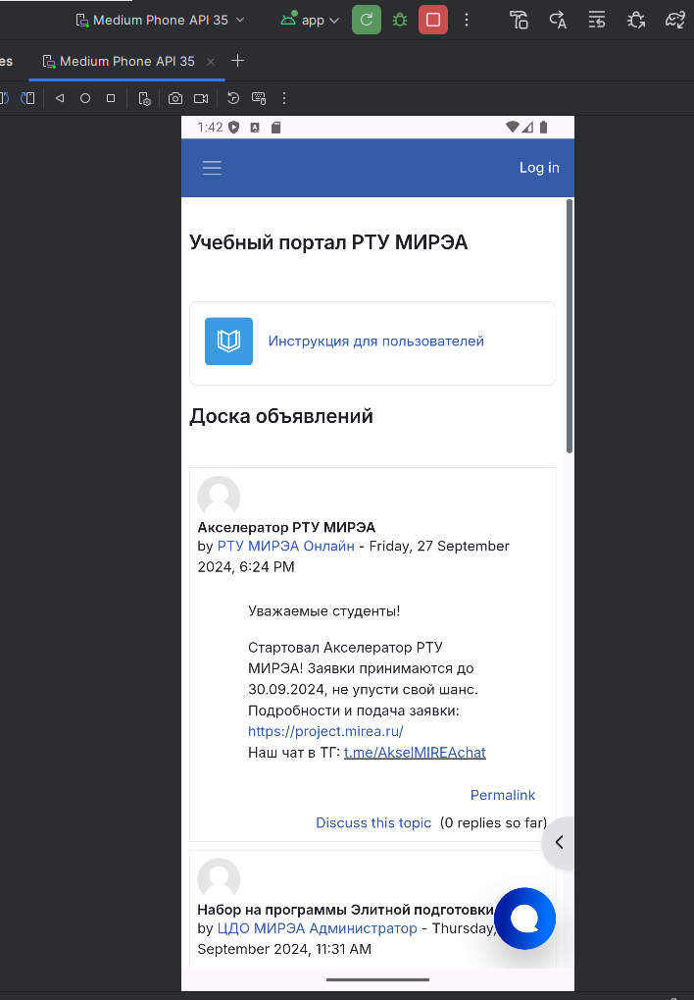 Medium Phone API 35
app
es
Medium Phone API 35
1:42
Log in
Учебный портал РТУ МИРЭА
Инструкция для пользователей
Доска объявлений
Акселератор РТУ МИРЭА
by РТУ МИРЭА Онлайн - Friday, 27 September
2024, 6:24 PM
Уважаемые студенты!
Стартовал Акселератор РТУ
МИРЭА! Заявки принимаются до
30.09.2024, не упусти свой шанс.
Подробности и подача заявки:
https://project.mirea.ru/
Наш чат в ТГ: t.me/AkselMIREAchat
Permalink
Discuss this topic (0 replies so far)
Набор на программы Элитной подготовки
by ЦДО МИРЭА Администратор - Thursday,
September 2024, 11:31 AM